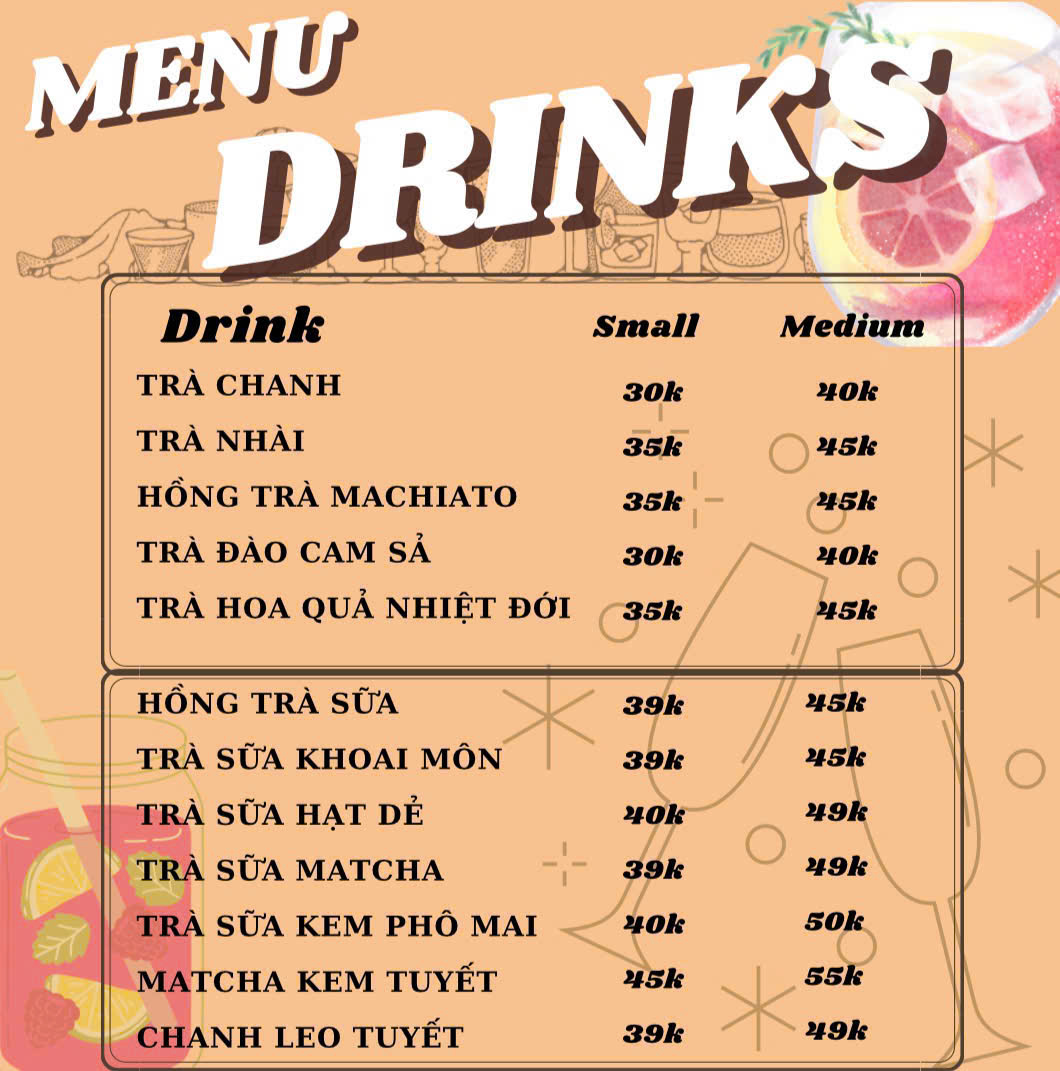 MENU
DRINKS
Drink Small Medium
TRÀ CHANH 30k 40k
TRÀ NHÀI 35k 45k
HỒNG TRÀ MACHIATO 35k 45k
TRÀ ĐÀO CAM SẢ 30k 40k
TRÀ HOA QUẢ NHIỆT ĐỚI 35k 45k
HỒNG TRÀ SỮA 39k 45k
TRÀ SỮA KHOAI MÔN 39k 45k
TRÀ SỮA HẠT DẺ 40k 49k
TRÀ SỮA MATCHA 39k 49k
TRÀ SỮA KEM PHÔ MAI 40k 50k
MATCHA KEM TUYẾT 45k 55k
CHANH LEO TUYẾT 39k 49k